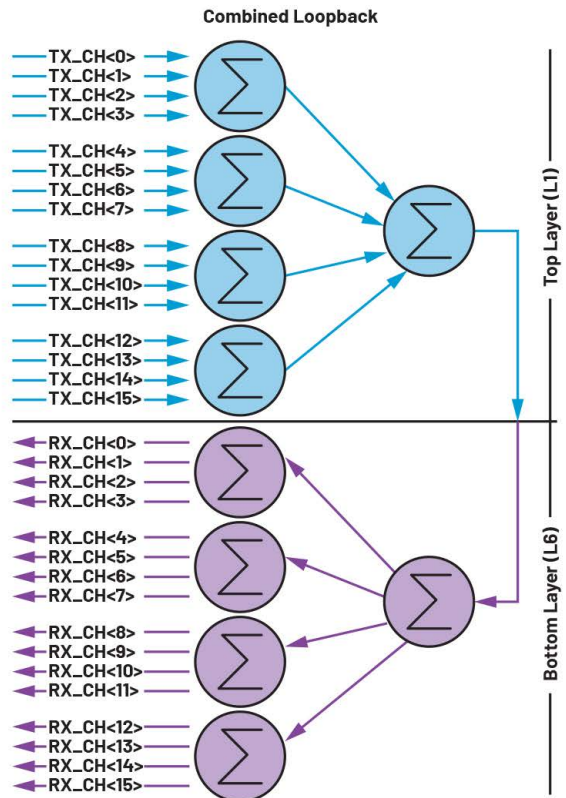 Combined Loopback
TX_CH<0>
TX_CH<1>
TX_CH<2>
TX_CH<3>
Σ
TX_CH<4>
TX_CH<5>
TX_CH<6>
TX_CH<7>
Σ
Σ
TX_CH<8>
TX_CH<9>
TX_CH<10>
TX_CH<11>
Σ
TX_CH<12>
TX_CH<13>
TX_CH<14>
TX_CH<15>
Σ
Top Layer (L1)
RX_CH<0>
RX_CH<1>
RX_CH<2>
RX_CH<3>
Σ
RX_CH<4>
RX_CH<5>
RX_CH<6>
RX_CH<7>
Σ
Σ
RX_CH<8>
RX_CH<9>
RX_CH<10>
RX_CH<11>
Σ
RX_CH<12>
RX_CH<13>
RX_CH<14>
RX_CH<15>
Σ
Bottom Layer (L6)